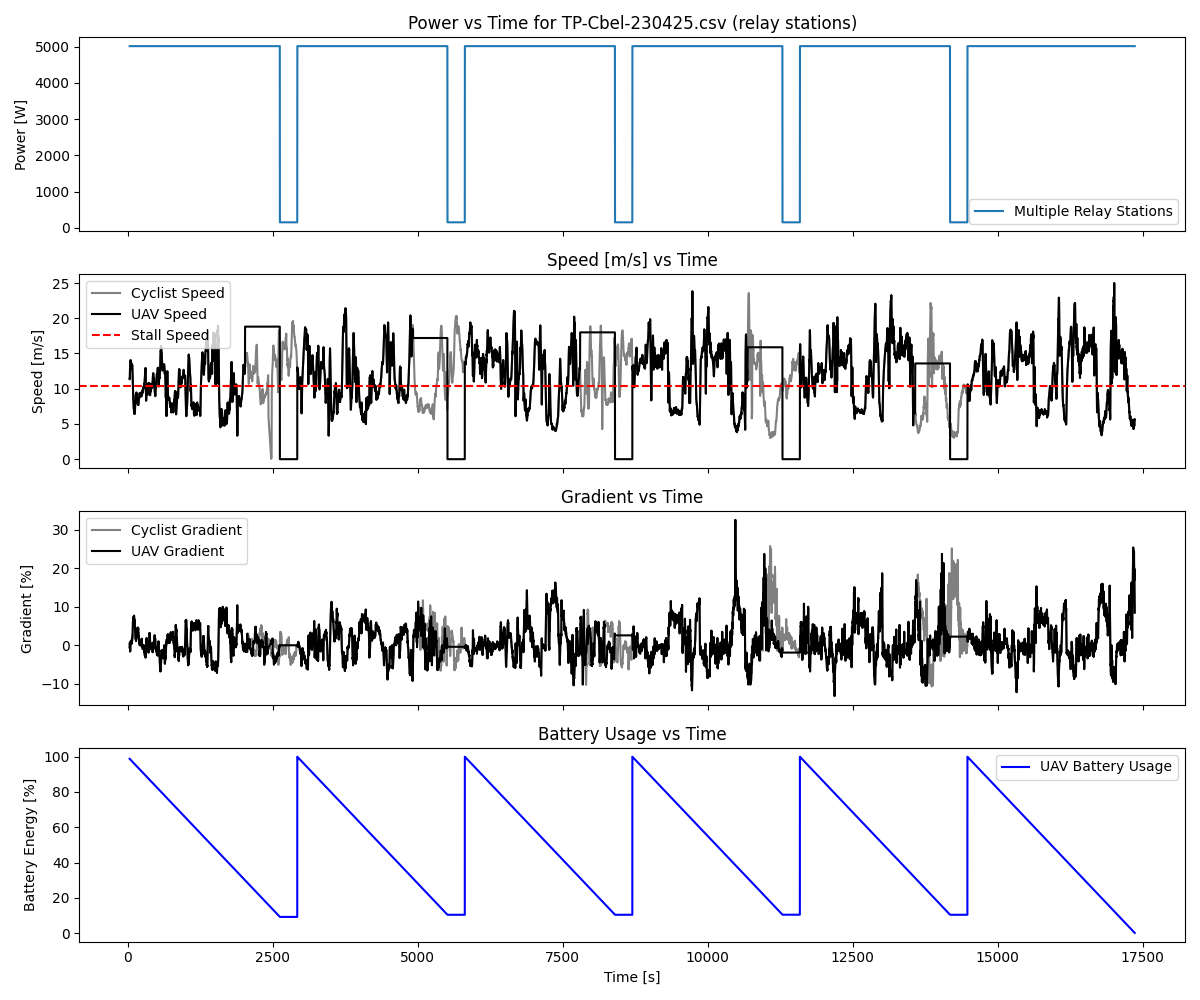 Power vs Time for TP-Cbel-230425.csv (relay stations)
5000
4000
3000
2000
1000
0
Power [W]
Multiple Relay Stations
Speed [m/s] vs Time
25
20
15
10
5
0
Speed [m/s]
Cyclist Speed
UAV Speed
Stall Speed
Gradient vs Time
30
20
10
0
−10
Gradient [%]
Cyclist Gradient
UAV Gradient
Battery Usage vs Time
100
80
60
40
20
0
Battery Energy [%]
UAV Battery Usage
0 2500 5000 7500 10000 12500 15000 17500
Time [s]